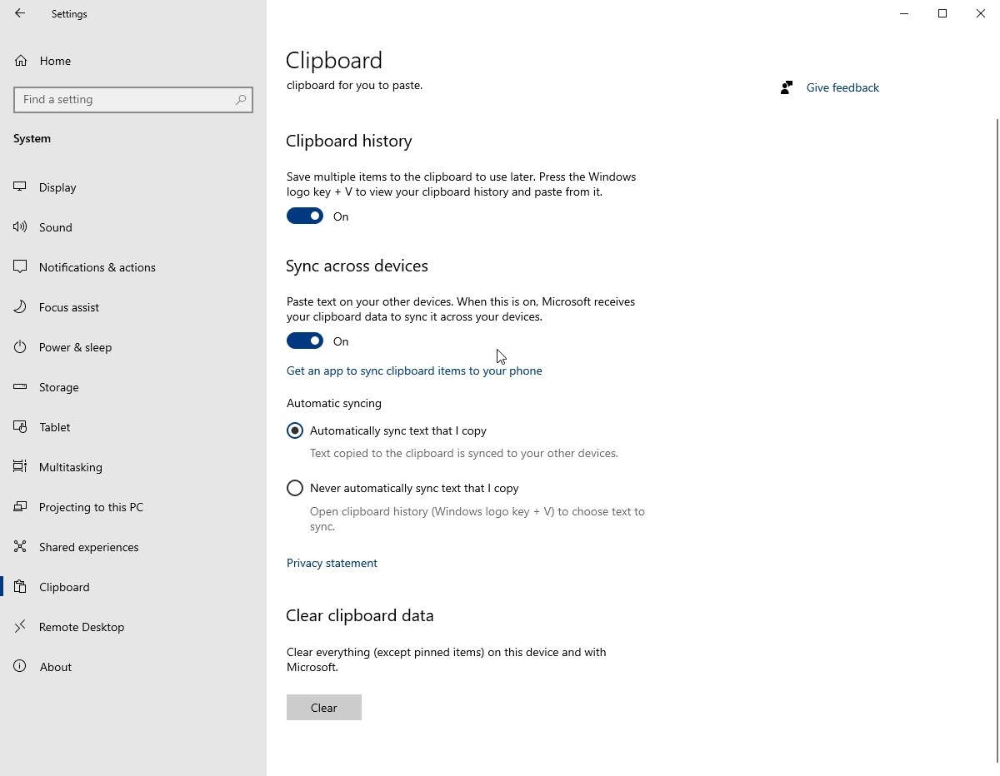 Settings
Home
Find a setting
System
Display
Sound
Notifications & actions
Focus assist
Power & sleep
Storage
Tablet
Multitasking
Projecting to this PC
Shared experiences
Clipboard
Remote Desktop
About
Clipboard
clipboard for you to paste.
Give feedback
Clipboard history
Save multiple items to the clipboard to use later. Press the Windows
logo key + V to view your clipboard history and paste from it.
On
Sync across devices
Paste text on your other devices. When this is on, Microsoft receives
your clipboard data to sync it across your devices.
On
Get an app to sync clipboard items to your phone
Automatic syncing
Automatically sync text that I copy
Text copied to the clipboard is synced to your other devices.
Never automatically sync text that I copy
Open clipboard history (Windows logo key + V) to choose text to
sync.
Privacy statement
Clear clipboard data
Clear everything (except pinned items) on this device and with
Microsoft.
Clear